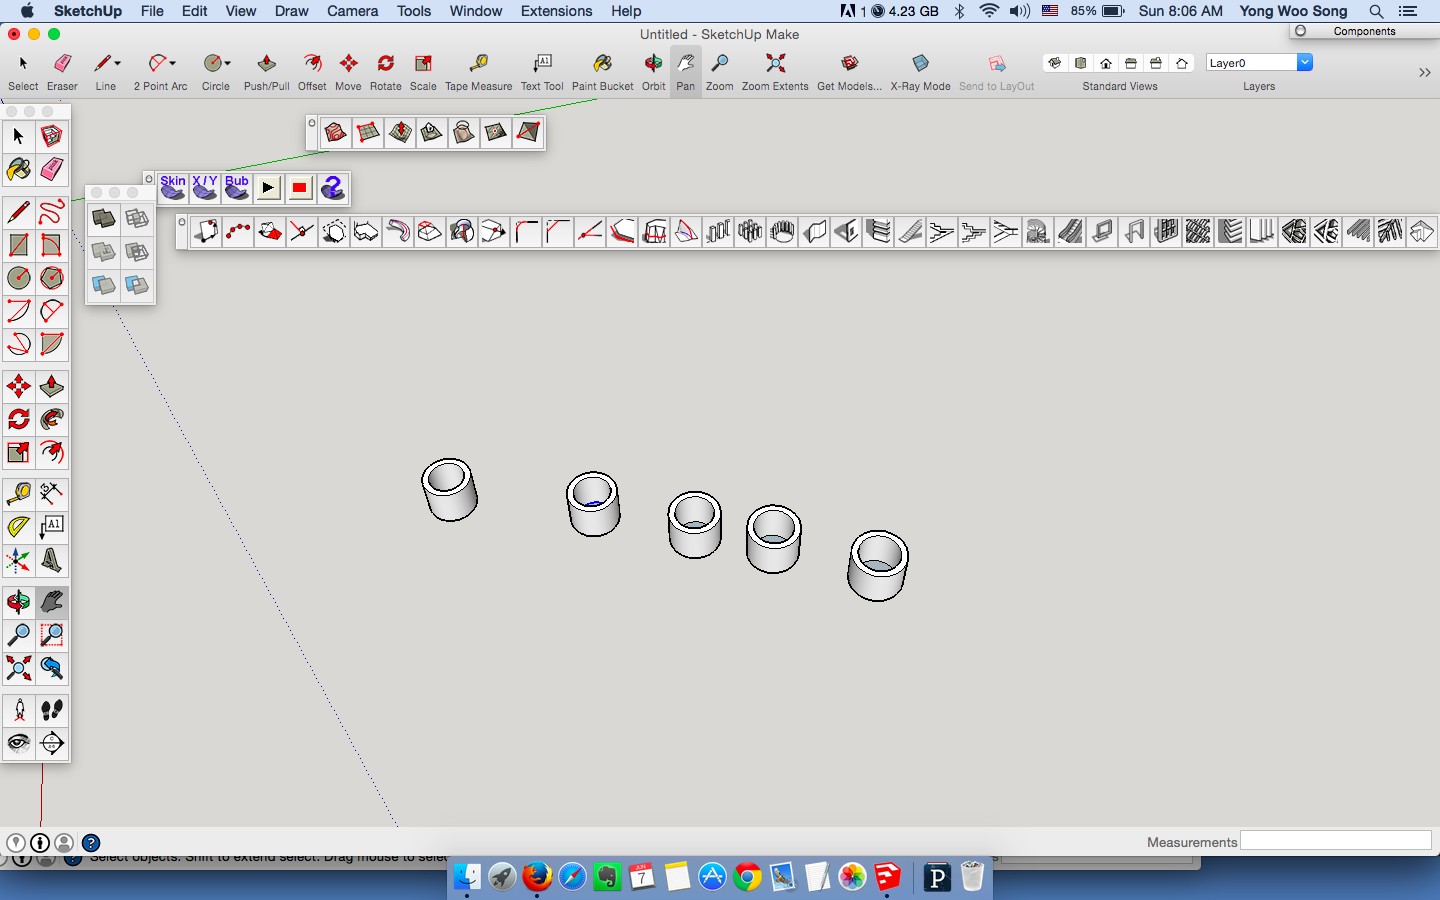 SketchUp File Edit View Draw Camera Tools Window Extensions Help 1 4.23 GB 85% Sun 8:06 AM Yong Woo Song
Untitled - SketchUp Make
Components
Select Eraser Line 2 Point Arc Circle Push/Pull Offset Move Rotate Scale Tape Measure Text Tool Paint Bucket Orbit Pan Zoom Zoom Extents Get Models... X-Ray Mode Send to LayOut Standard Views Layer0 Layers
A1
Skin X/Y Bub ?
A1
Measurements
Select objects. Shift to extend select. Drag mouse to selec
7
P